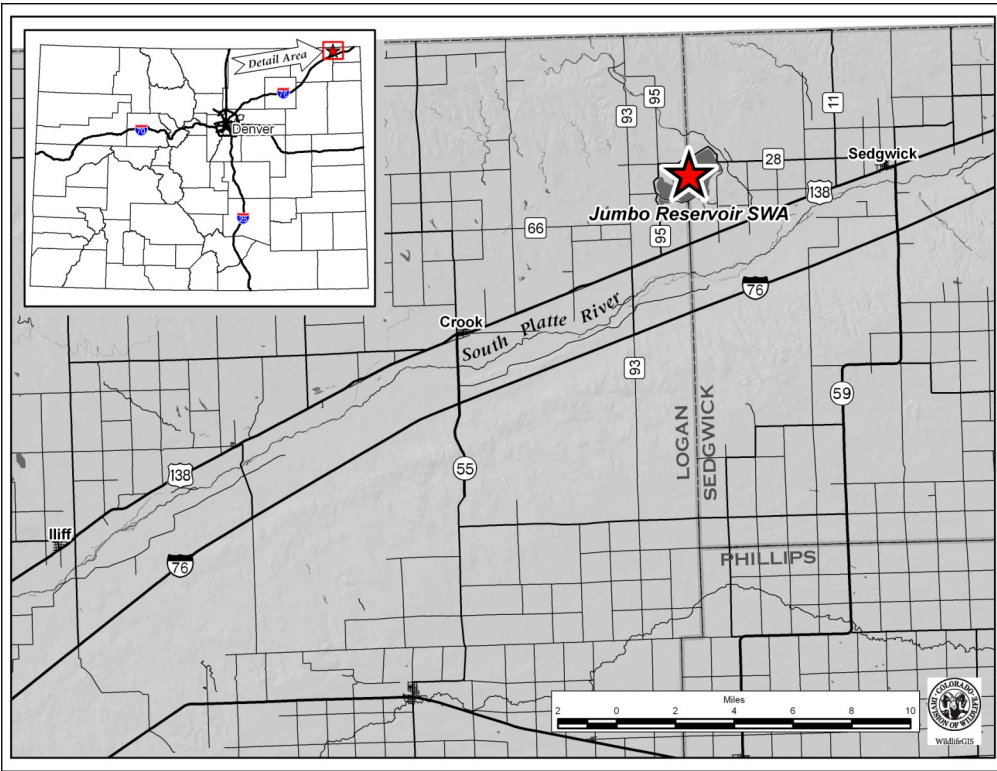 Detail Area
76
70
Denver
25
95
93
11
28
Sedgwick
138
Jumbo Reservoir SWA
66
95
76
Crook
South Platte River
93
59
LOGAN
SEDGWICK
138
55
Iliff
76
PHILLIPS
Miles
2 0 2 4 6 8 10
COLORADO
DIVISION OF WILDLIFE
WildlifeGIS